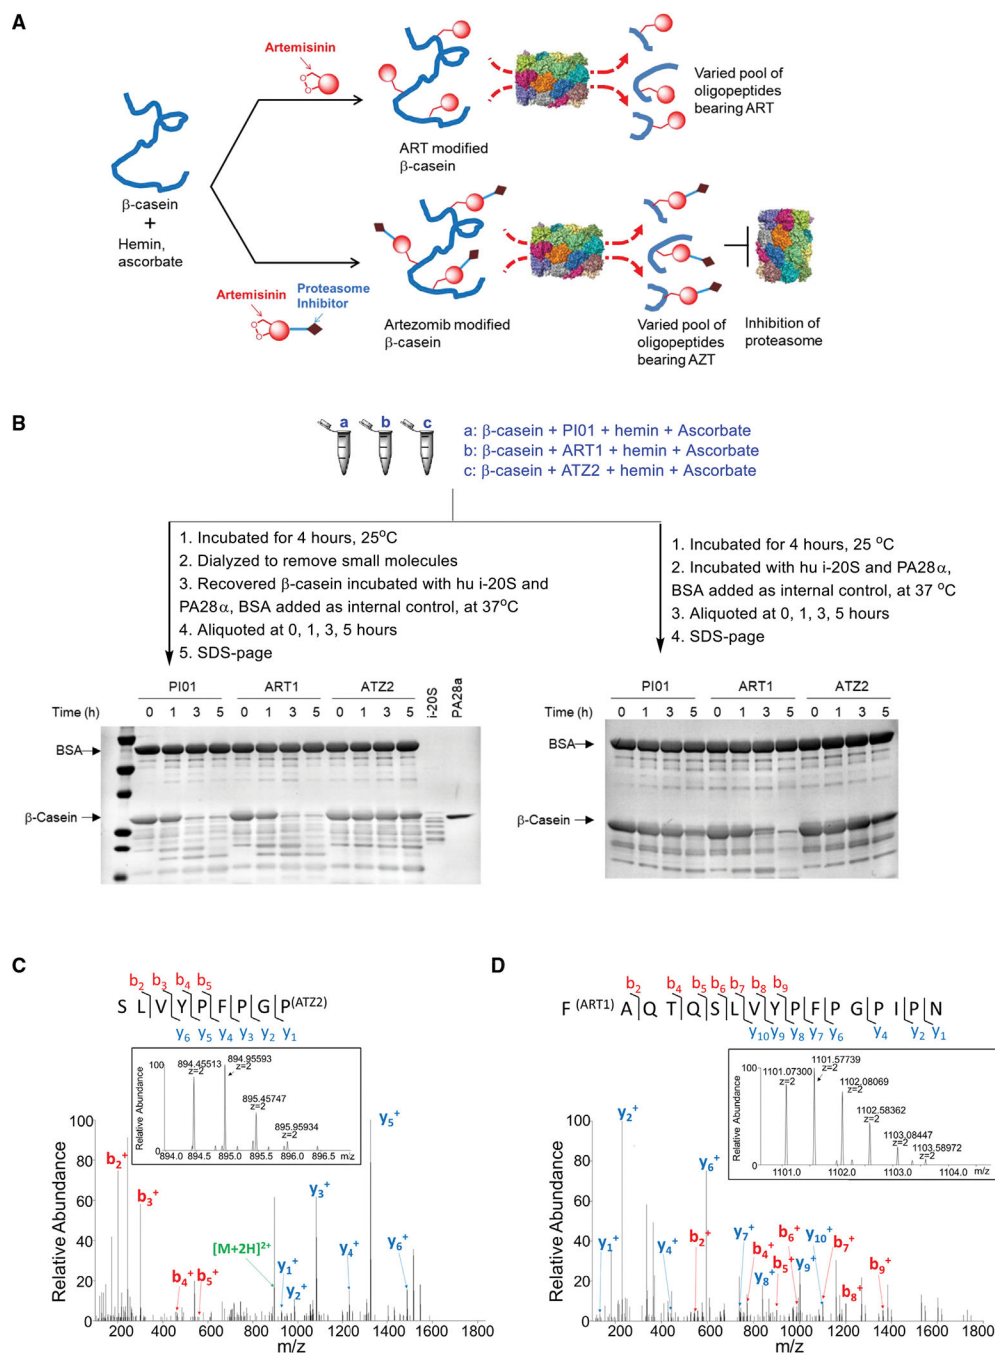 A
Artemisinin
β-casein
+
Hemin,
ascorbate
ART modified
β-casein
Varied pool of
oligopeptides
bearing ART
Artemisinin
Proteasome
Inhibitor
Artezomib modified
β-casein
Varied pool of
oligopeptides
bearing AZT
Inhibition of
proteasome
B
a b c
a: β-casein + PI01 + hemin + Ascorbate
b: β-casein + ART1 + hemin + Ascorbate
c: β-casein + ATZ2 + hemin + Ascorbate
1. Incubated for 4 hours, 25°C
2. Dialyzed to remove small molecules
3. Recovered β-casein incubated with hu i-20S and
PA28α, BSA added as internal control, at 37°C
4. Aliquoted at 0, 1, 3, 5 hours
5. SDS-page
1. Incubated for 4 hours, 25 °C
2. Incubated with hu i-20S and PA28α,
BSA added as internal control, at 37 °C
3. Aliquoted at 0, 1, 3, 5 hours
4. SDS-page
PI01 ART1 ATZ2 i-20S PA28a
Time (h) 0 1 3 5 0 1 3 5 0 1 3 5
BSA
β-Casein
PI01 ART1 ATZ2
Time (h) 0 1 3 5 0 1 3 5 0 1 3 5
BSA
β-Casein
C
b2 b3 b4 b5
S L V Y P F P G P(ATZ2)
y6 y5 y4 y3 y2 y1
Relative Abundance
100
0
894.45513
z=2
894.95593
z=2
895.45747
z=2
895.95934
z=2
894.0 894.5 895.0 895.5 896.0 896.5 m/z
Relative Abundance
100
80
60
40
20
0
b2+
b3+
b4+
b5+
[M+2H]2+
y1+
y2+
y3+
y4+
y5+
y6+
200 400 600 800 1000 1200 1400 1600 1800
m/z
D
b2 b4 b5 b6 b7 b8 b9
F(ART1) A Q T Q S L V Y P F P G P I P N
y10 y9 y8 y7 y6 y4 y2 y1
Relative Abundance
100
0
1101.07300
z=2
1101.57739
z=2
1102.08069
z=2
1102.58362
z=2
1103.08447
z=2
1103.58972
z=2
1101.0 1102.0 1103.0 1104.0 m/z
Relative Abundance
100
80
60
40
20
0
y1+
y2+
y4+
b2+
y6+
y7+
b4+
y8+
b6+
b5+
y9+
y10+
b7+
b8+
b9+
200 400 600 800 1000 1200 1400 1600 1800
m/z